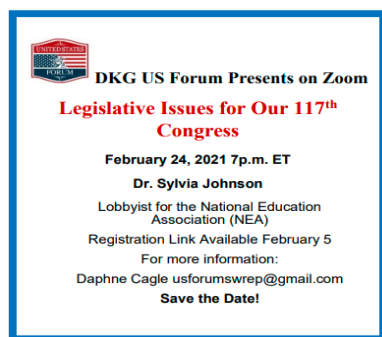 UNITED STATES
FORUM
DKG US Forum Presents on Zoom
Legislative Issues for Our 117th
Congress
February 24, 2021 7p.m. ET
Dr. Sylvia Johnson
Lobbyist for the National Education
Association (NEA)
Registration Link Available February 5
For more information:
Daphne Cagle usforumswrep@gmail.com
Save the Date!